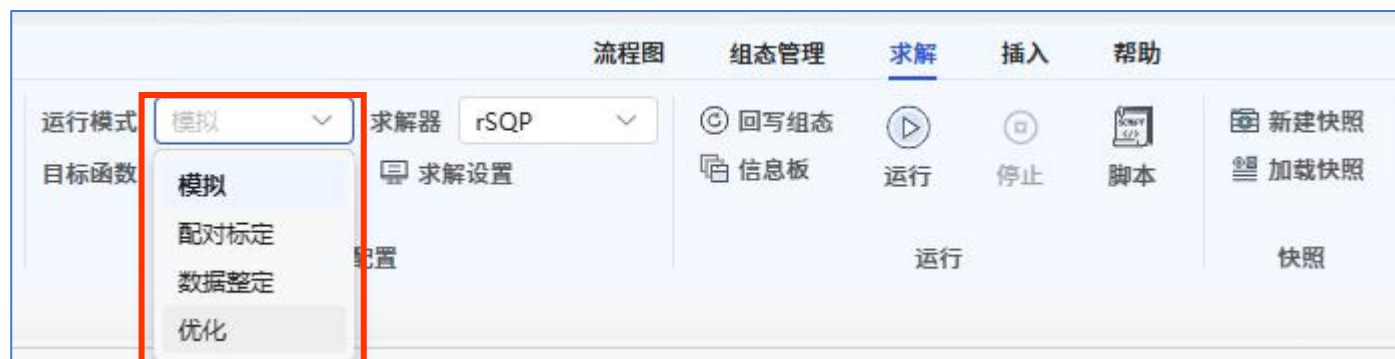 流程图 组态管理 求解 插入 帮助
运行模式 模拟 求解器 rSQP 回写组态 新建快照
目标函数 求解设置 信息板 运行 停止 脚本 加载快照
模拟
配对标定
配置 运行 快照
数据整定
优化